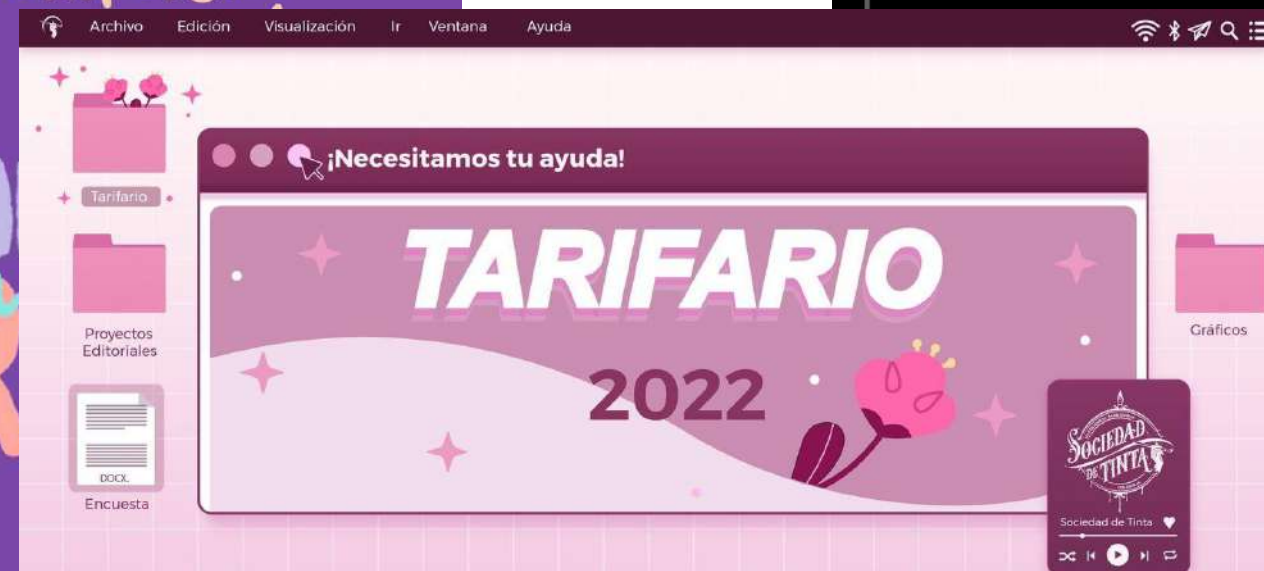 Archivo Edición Visualización Ir Ventana Ayuda
Tarifario
¡Necesitamos tu ayuda!
TARIFARIO
2022
Proyectos
Editoriales
Gráficos
DOCX.
Encuesta
SOCIEDAD
DE TINTA
Sociedad de Tinta